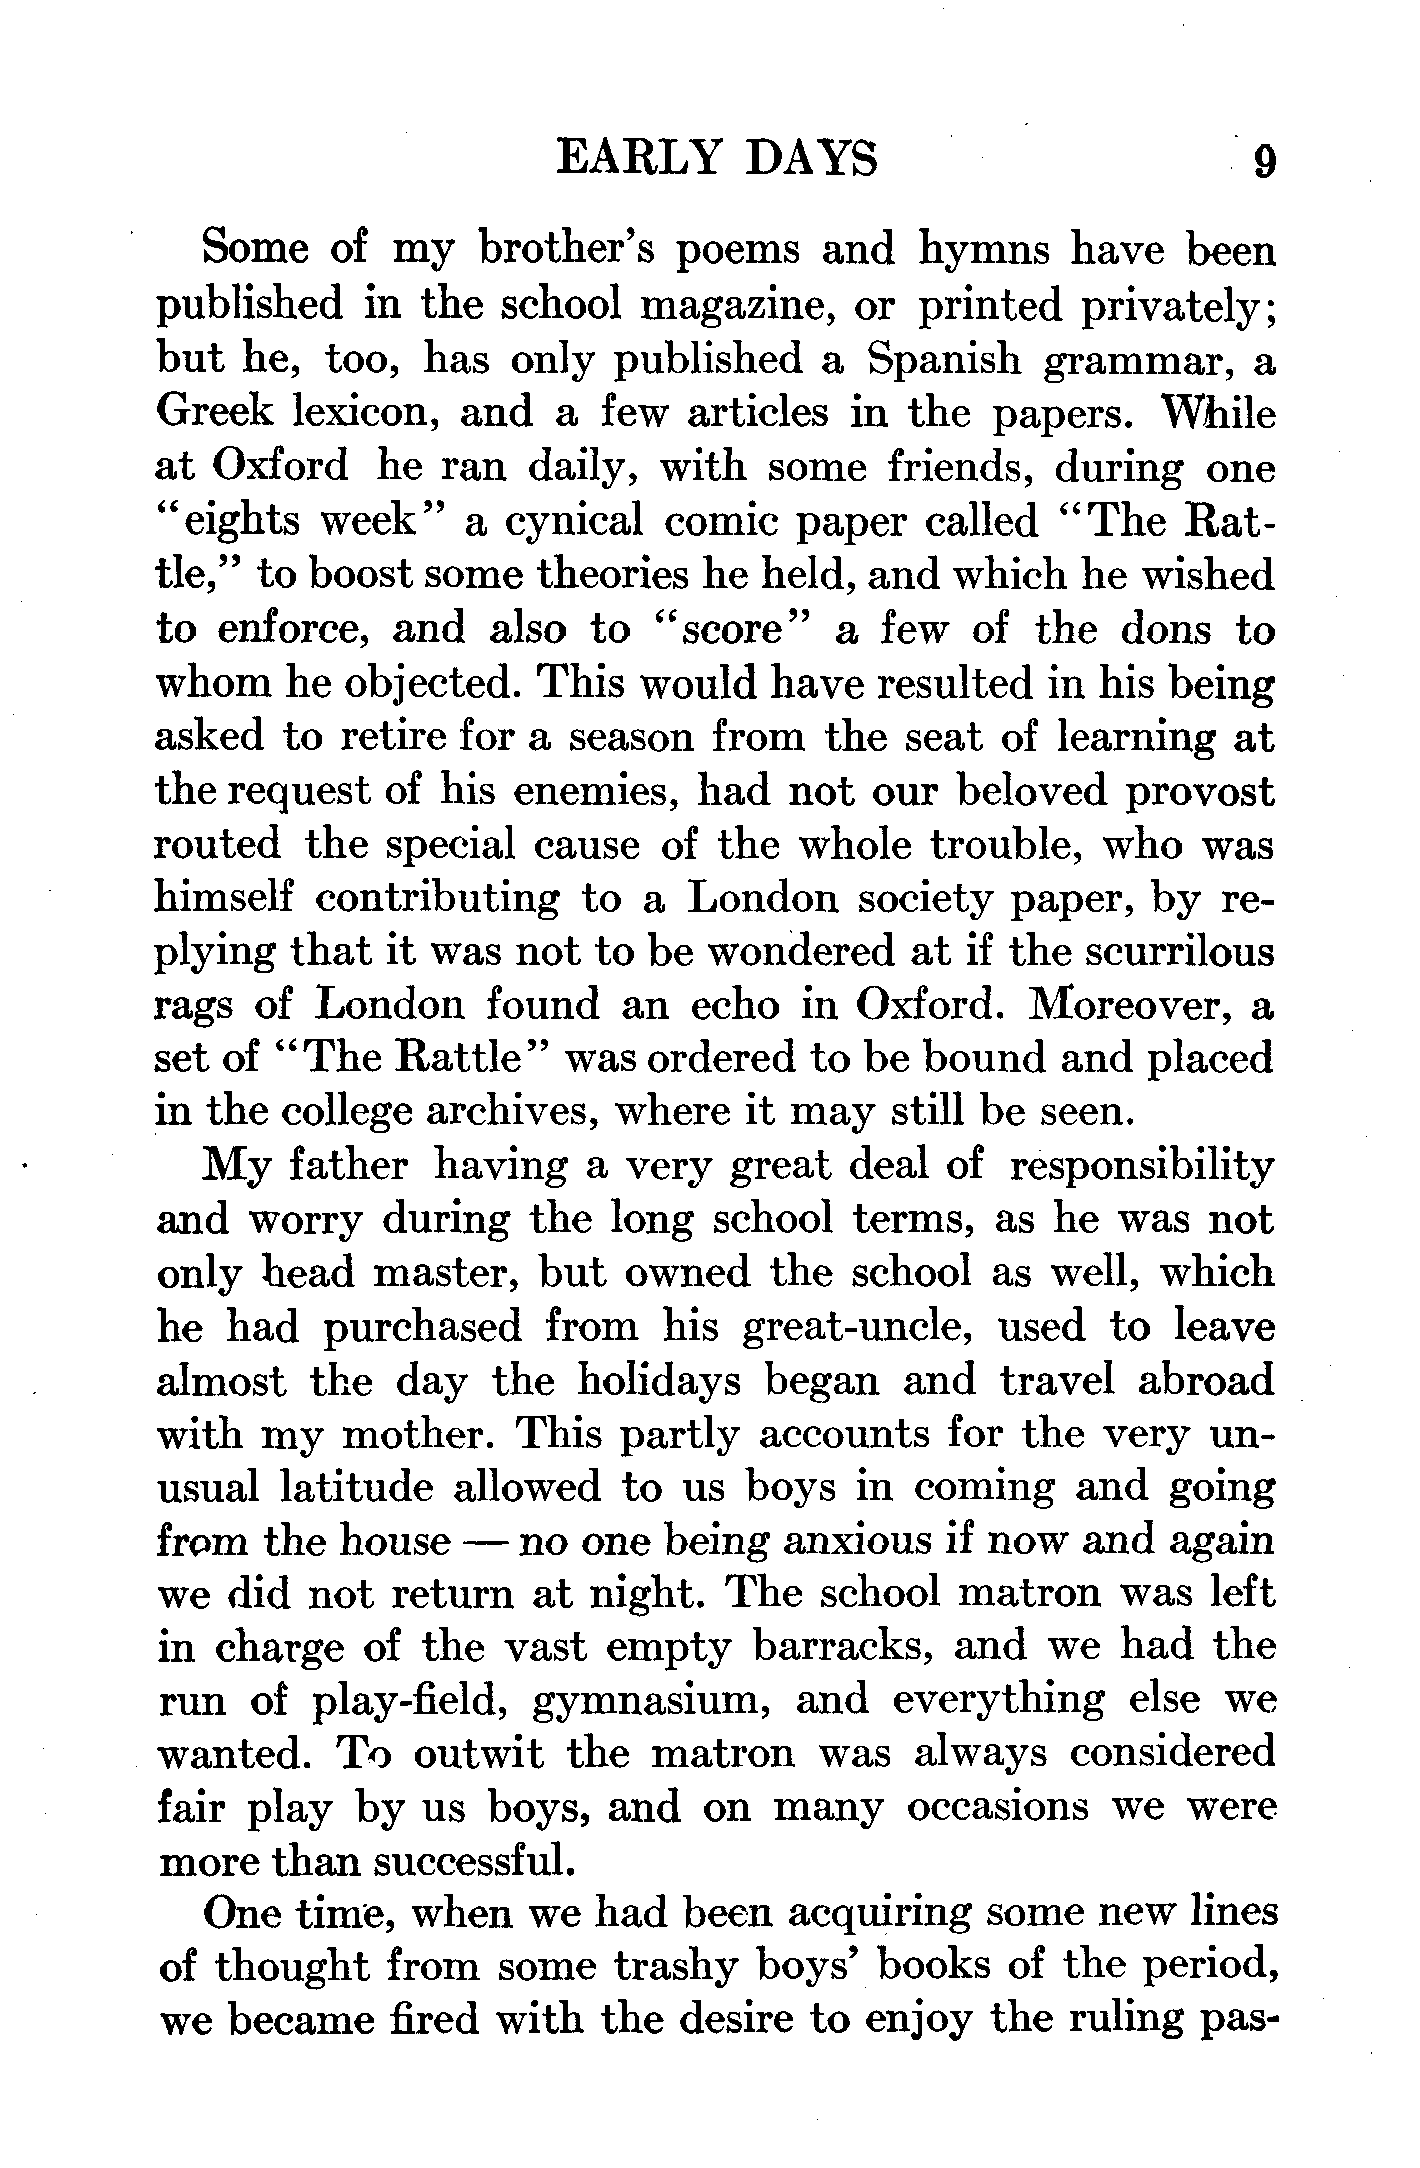 EARLY DAYS 9
Some of my brother's poems and hymns have been
published in the school magazine, or printed privately;
but he, too, has only published a Spanish grammar, a
Greek lexicon, and a few articles in the papers. While
at Oxford he ran daily, with some friends, during one
“eights week” a cynical comic paper called “The Rat-
tle,” to boost some theories he held, and which he wished
to enforce, and also to “score” a few of the dons to
whom he objected. This would have resulted in his being
asked to retire for a season from the seat of learning at
the request of his enemies, had not our beloved provost
routed the special cause of the whole trouble, who was
himself contributing to a London society paper, by re-
plying that it was not to be wondered at if the scurrilous
rags of London found an echo in Oxford. Moreover, a
set of “The Rattle” was ordered to be bound and placed
in the college archives, where it may still be seen.
My father having a very great deal of responsibility
and worry during the long school terms, as he was not
only head master, but owned the school as well, which
he had purchased from his great-uncle, used to leave
almost the day the holidays began and travel abroad
with my mother. This partly accounts for the very un-
usual latitude allowed to us boys in coming and going
from the house — no one being anxious if now and again
we did not return at night. The school matron was left
in charge of the vast empty barracks, and we had the
run of play-field, gymnasium, and everything else we
wanted. To outwit the matron was always considered
fair play by us boys, and on many occasions we were
more than successful.
One time, when we had been acquiring some new lines
of thought from some trashy boys' books of the period,
we became fired with the desire to enjoy the ruling pas-